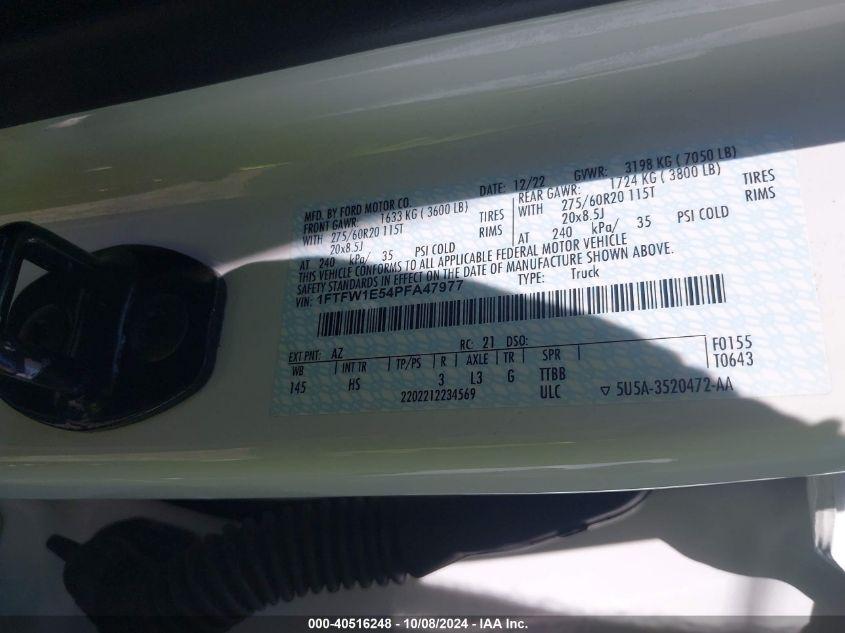 MFD. BY FORD MOTOR CO. DATE: 12/22 GVWR: 3198 KG ( 7050 LB)
FRONT GAWR: 1633 KG ( 3600 LB) REAR GAWR: 1724 KG ( 3800 LB)
WITH 275/60R20 115T TIRES WITH 275/60R20 115T TIRES
20x8.5J RIMS 20x8.5J RIMS
AT 240 kPa/ 35 PSI COLD AT 240 kPa/ 35 PSI COLD
THIS VEHICLE CONFORMS TO ALL APPLICABLE FEDERAL MOTOR VEHICLE
SAFETY STANDARDS IN EFFECT ON THE DATE OF MANUFACTURE SHOWN ABOVE.
VIN: 1FTFW1E54PFA47977 TYPE: Truck
EXT PNT: AZ RC: 21 DSO: F0155
WB INT TR TP/PS R AXLE TR SPR T0643
145 HS 3 L3 G TTBB
2202212234569 ULC ▽ 5U5A-3520472-AA
000-40516248 - 10/08/2024 - IAA Inc.